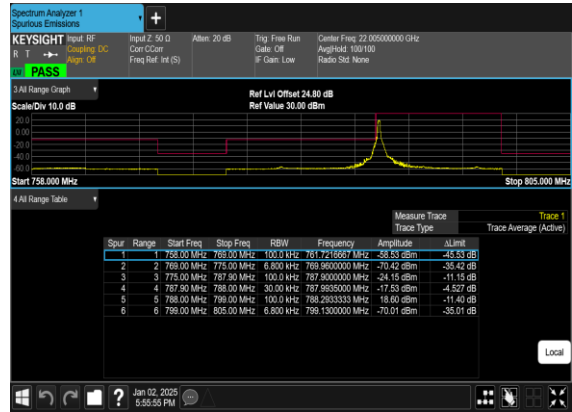 Spectrum Analyzer 1
Spurious Emissions
KEYSIGHT
R T
PASS
Input: RF
Coupling: DC
Align: Off
Input Z: 50 Ω
Corr CCorr
Freq Ref: Int (S)
Atten: 20 dB
Trig: Free Run
Gate: Off
IF Gain: Low
Center Freq: 22.005000000 GHz
Avg|Hold: 100/100
Radio Std: None
3 All Range Graph
Scale/Div 10.0 dB
Ref Lvl Offset 24.80 dB
Ref Value 30.00 dBm
20.0
0.00
-20.0
-40.0
-60.0
Start 758.000 MHz
Stop 805.000 MHz
4 All Range Table
Measure Trace Trace 1
Trace Type Trace Average (Active)
Spur Range Start Freq Stop Freq RBW Frequency Amplitude ΔLimit
1 1 758.00 MHz 769.00 MHz 100.0 kHz 761.7216667 MHz -58.53 dBm -45.53 dB
2 2 769.00 MHz 775.00 MHz 6.800 kHz 769.9600000 MHz -70.42 dBm -35.42 dB
3 3 775.00 MHz 787.90 MHz 100.0 kHz 787.9000000 MHz -24.15 dBm -11.15 dB
4 4 787.90 MHz 788.00 MHz 30.00 kHz 787.9935000 MHz -17.53 dBm -4.527 dB
5 5 788.00 MHz 799.00 MHz 100.0 kHz 788.2933333 MHz 18.60 dBm -11.40 dB
6 6 799.00 MHz 805.00 MHz 6.800 kHz 799.1300000 MHz -70.01 dBm -35.01 dB
Local
?
Jan 02, 2025
5:55:55 PM